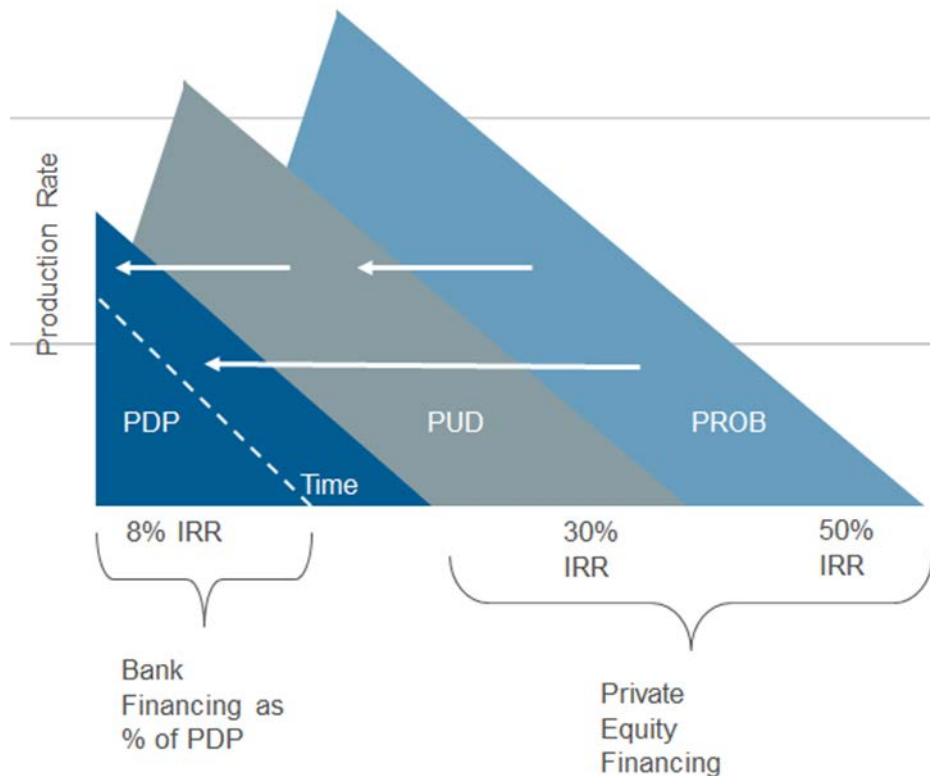 Production Rate
PDP
PUD
PROB
Time
8% IRR
30%
IRR
50%
IRR
Bank
Financing as
% of PDP
Private
Equity
Financing